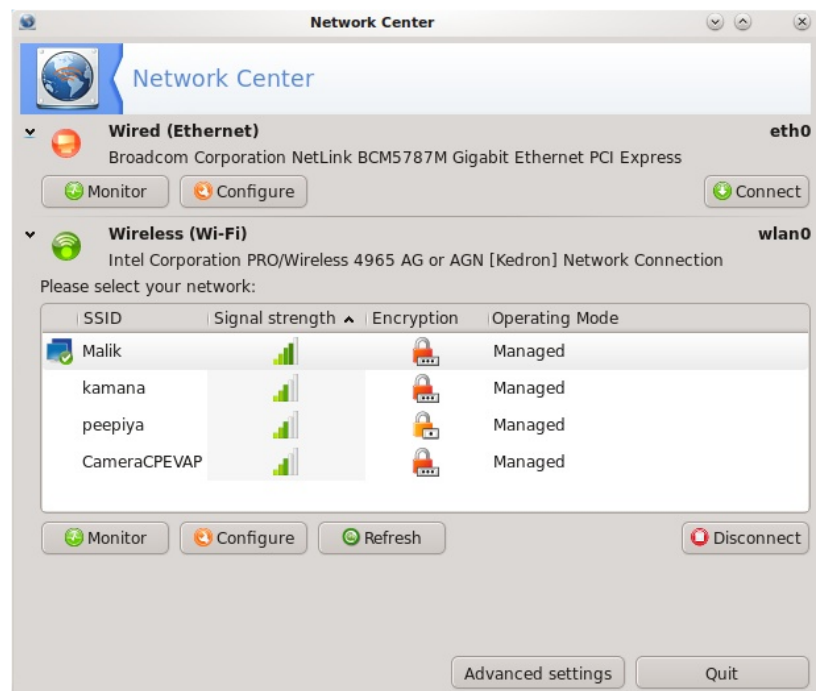 Network Center
Network Center
Wired (Ethernet) eth0
Broadcom Corporation NetLink BCM5787M Gigabit Ethernet PCI Express
Monitor Configure Connect
Wireless (Wi-Fi) wlan0
Intel Corporation PRO/Wireless 4965 AG or AGN [Kedron] Network Connection
Please select your network:
SSID Signal strength Encryption Operating Mode
Malik Managed
kamana Managed
peepiya Managed
CameraCPEVAP Managed
Monitor Configure Refresh Disconnect
Advanced settings Quit